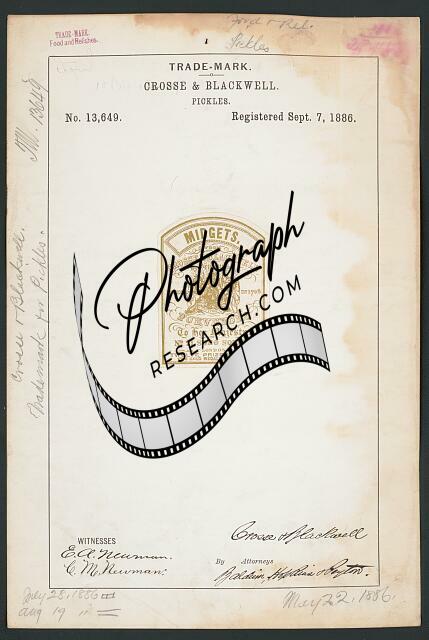 TRADE-MARK.
Food and Relishes.
Food & Rel.
Pickles
TRADE-MARK.
CROSSE & BLACKWELL.
PICKLES.
No. 13,649.
Registered Sept. 7, 1886.
T.M. 13649
Crosse & Blackwell.
Trademark for Pickles.
MIDGETS.
Photograph
RESEARCH.COM
WITNESSES
E. A. Newman.
C. M. Newman.
Crosse & Blackwell
By Attorneys
Baldwin, Hopkins & Peyton.
July 28, 1886
Aug 19
May 22, 1886.